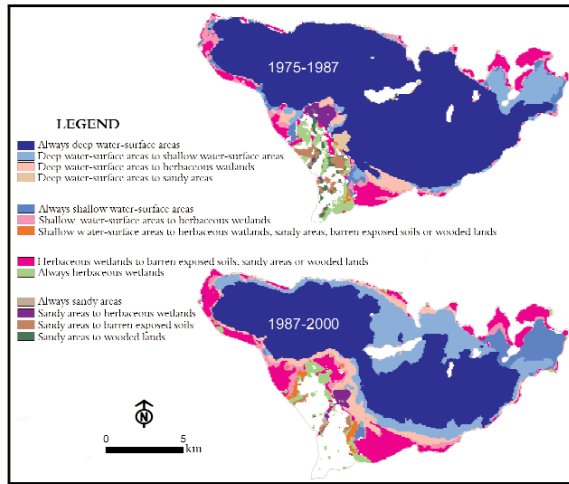 1975-1987
LEGEND
Always deep water-surface areas
Deep water-surface areas to shallow water-surface areas
Deep water-surface areas to herbaceous wetlands
Deep water-surface areas to sandy areas
Always shallow water-surface areas
Shallow water-surface areas to herbaceous wetlands
Shallow water-surface areas to herbaceous wetlands, sandy areas, barren exposed soils or wooded lands
Herbaceous wetlands to barren exposed soils, sandy areas or wooded lands
Always herbaceous wetlands
Always sandy areas
Sandy areas to herbaceous wetlands
Sandy areas to barren exposed soils
Sandy areas to wooded lands
1987-2000
N
0 5
km